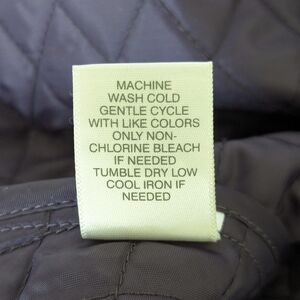 MACHINE
WASH COLD
GENTLE CYCLE
WITH LIKE COLORS
ONLY NON-
CHLORINE BLEACH
IF NEEDED
TUMBLE DRY LOW
COOL IRON IF
NEEDED